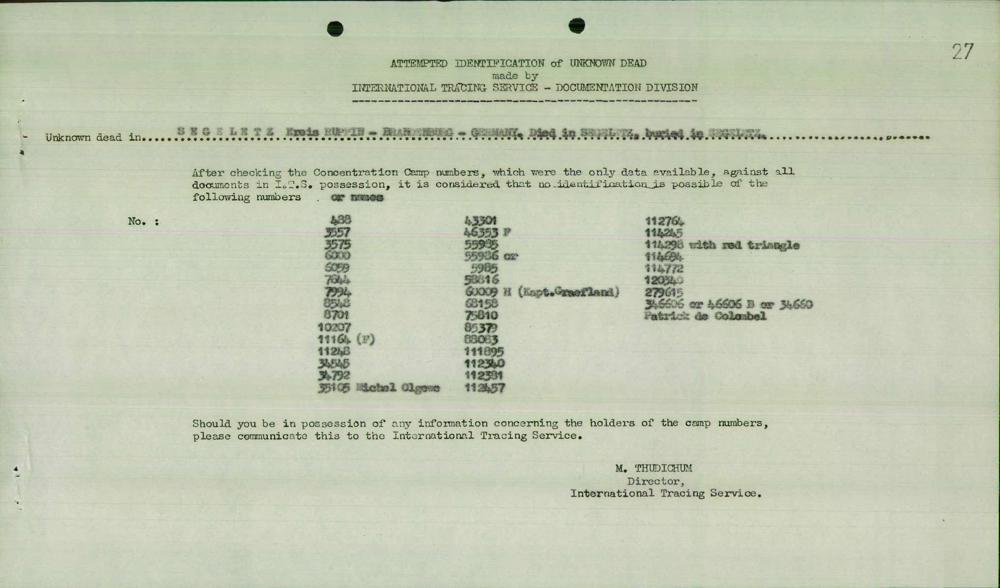 27
ATTEMPTED IDENTIFICATION of UNKNOWN DEAD
made by
INTERNATIONAL TRACING SERVICE - DOCUMENTATION DIVISION
Unknown dead in..... S E G E L E T Z Kreis RUPPIN - BRANDENBURG - GERMANY, Died in SEGELETZ, buried in SEGELETZ.
After checking the Concentration Camp numbers, which were the only data available, against all
documents in I.T.S. possession, it is considered that no identification is possible of the
following numbers . or names
No. : 488 43301 112764
3557 46353 F 114245
3575 55985 114298 with red triangle
6000 55986 or 114694
6059 5985 114772
7644 58816 120340
7994 60009 H (Kapt.Graefland) 279615
8548 68158 346606 or 46606 B or 34660
8701 75810 Patrick de Colombel
10207 85379
11164 (F) 88083
11248 111895
34545 112340
34792 112381
35105 Michel Olgowe 112457
Should you be in possession of any information concerning the holders of the camp numbers,
please communicate this to the International Tracing Service.
M. THUDICHUM
Director,
International Tracing Service.